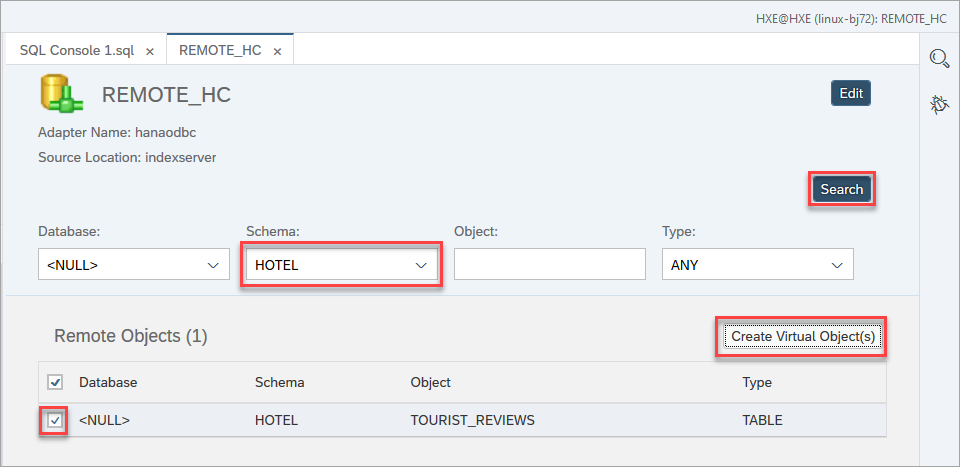 HXE@HXE (linux-bj72): REMOTE_HC
SQL Console 1.sql × REMOTE_HC ×
REMOTE_HC
Edit
Adapter Name: hanaodbc
Source Location: indexserver
Search
Database: Schema: Object: Type:
<NULL> HOTEL ANY
Remote Objects (1)
Create Virtual Object(s)
Database Schema Object Type
<NULL> HOTEL TOURIST_REVIEWS TABLE